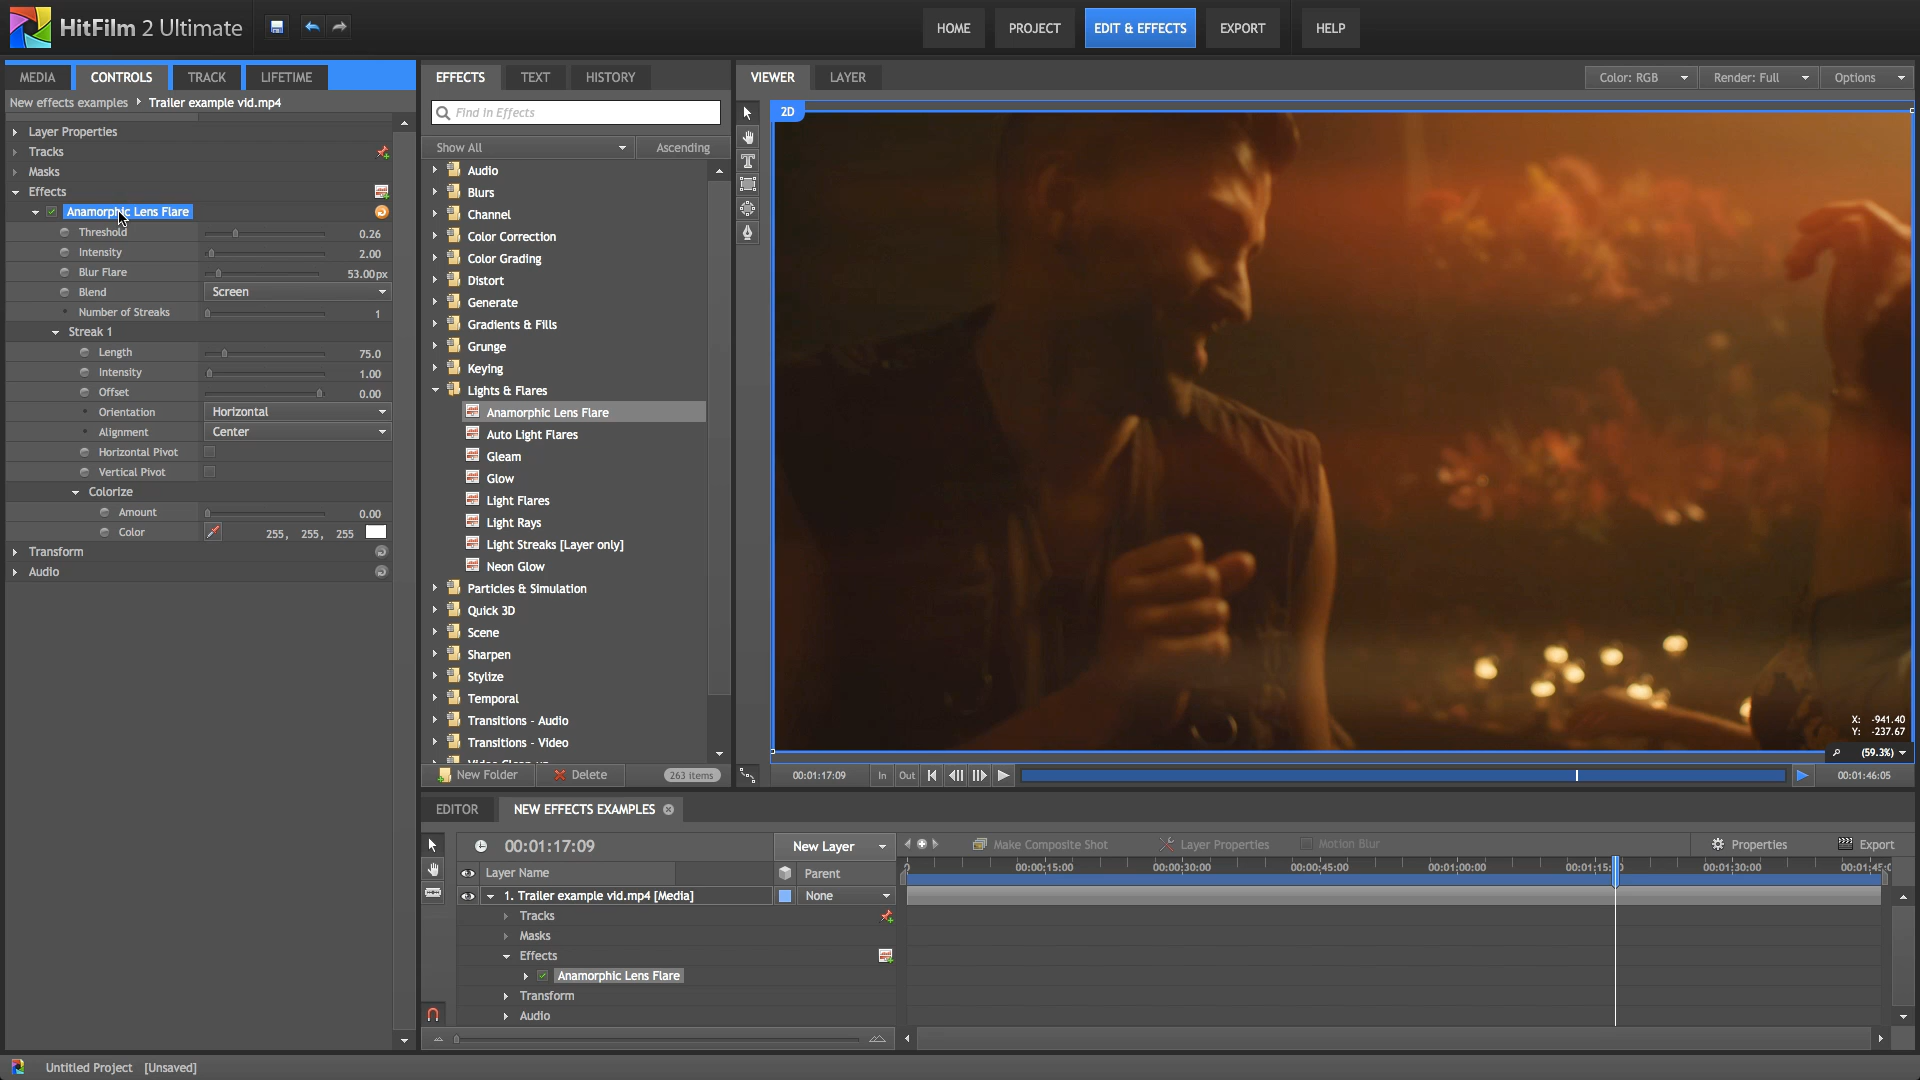 HitFilm 2 Ultimate
HOME
PROJECT
EDIT & EFFECTS
EXPORT
HELP
MEDIA
CONTROLS
TRACK
LIFETIME
New effects examples
Trailer example vid.mp4
Layer Properties
Tracks
Masks
Effects
Anamorphic Lens Flare
Threshold 0.26
Intensity 2.00
Blur Flare 53.00px
Blend Screen
Number of Streaks 1
Streak 1
Length 75.0
Intensity 1.00
Offset 0.00
Orientation Horizontal
Alignment Center
Horizontal Pivot
Vertical Pivot
Colorize
Amount 0.00
Color 255, 255, 255
Transform
Audio
EFFECTS
TEXT
HISTORY
Find in Effects
Show All
Ascending
Audio
Blurs
Channel
Color Correction
Color Grading
Distort
Generate
Gradients & Fills
Grunge
Keying
Lights & Flares
Anamorphic Lens Flare
Auto Light Flares
Gleam
Glow
Light Flares
Light Rays
Light Streaks [Layer only]
Neon Glow
Particles & Simulation
Quick 3D
Scene
Sharpen
Stylize
Temporal
Transitions - Audio
Transitions - Video
New Folder
Delete
263 items
VIEWER
LAYER
Color: RGB
Render: Full
Options
2D
X: -941.40
Y: -237.67
(59.3%)
00:01:17:09
In
Out
00:01:46:05
EDITOR
NEW EFFECTS EXAMPLES
00:01:17:09
New Layer
Make Composite Shot
Layer Properties
Motion Blur
Properties
Export
Layer Name
Parent
00:00:15:00
00:00:30:00
00:00:45:00
00:01:00:00
00:01:30:00
1. Trailer example vid.mp4 [Media]
None
Tracks
Masks
Effects
Anamorphic Lens Flare
Transform
Audio
Untitled Project [Unsaved]